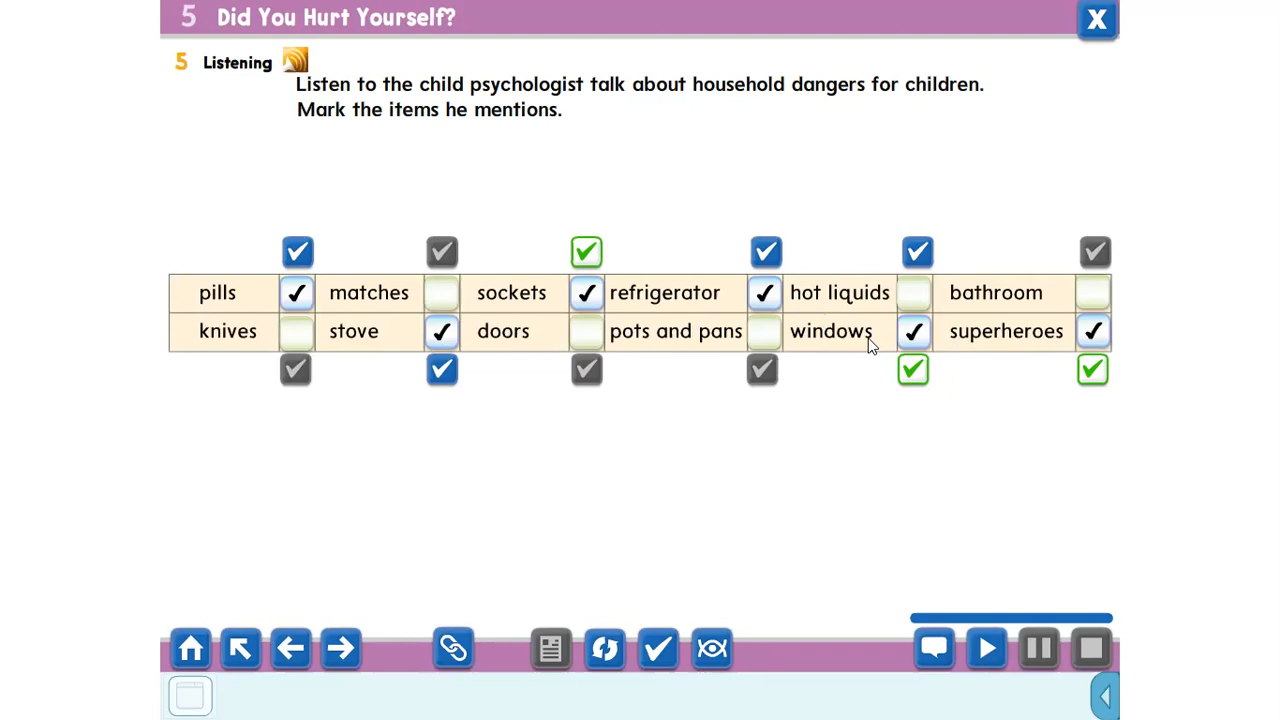 5 Did You Hurt Yourself?
X
5 Listening
Listen to the child psychologist talk about household dangers for children.
Mark the items he mentions.
pills matches sockets refrigerator hot liquids bathroom
knives stove doors pots and pans windows superheroes